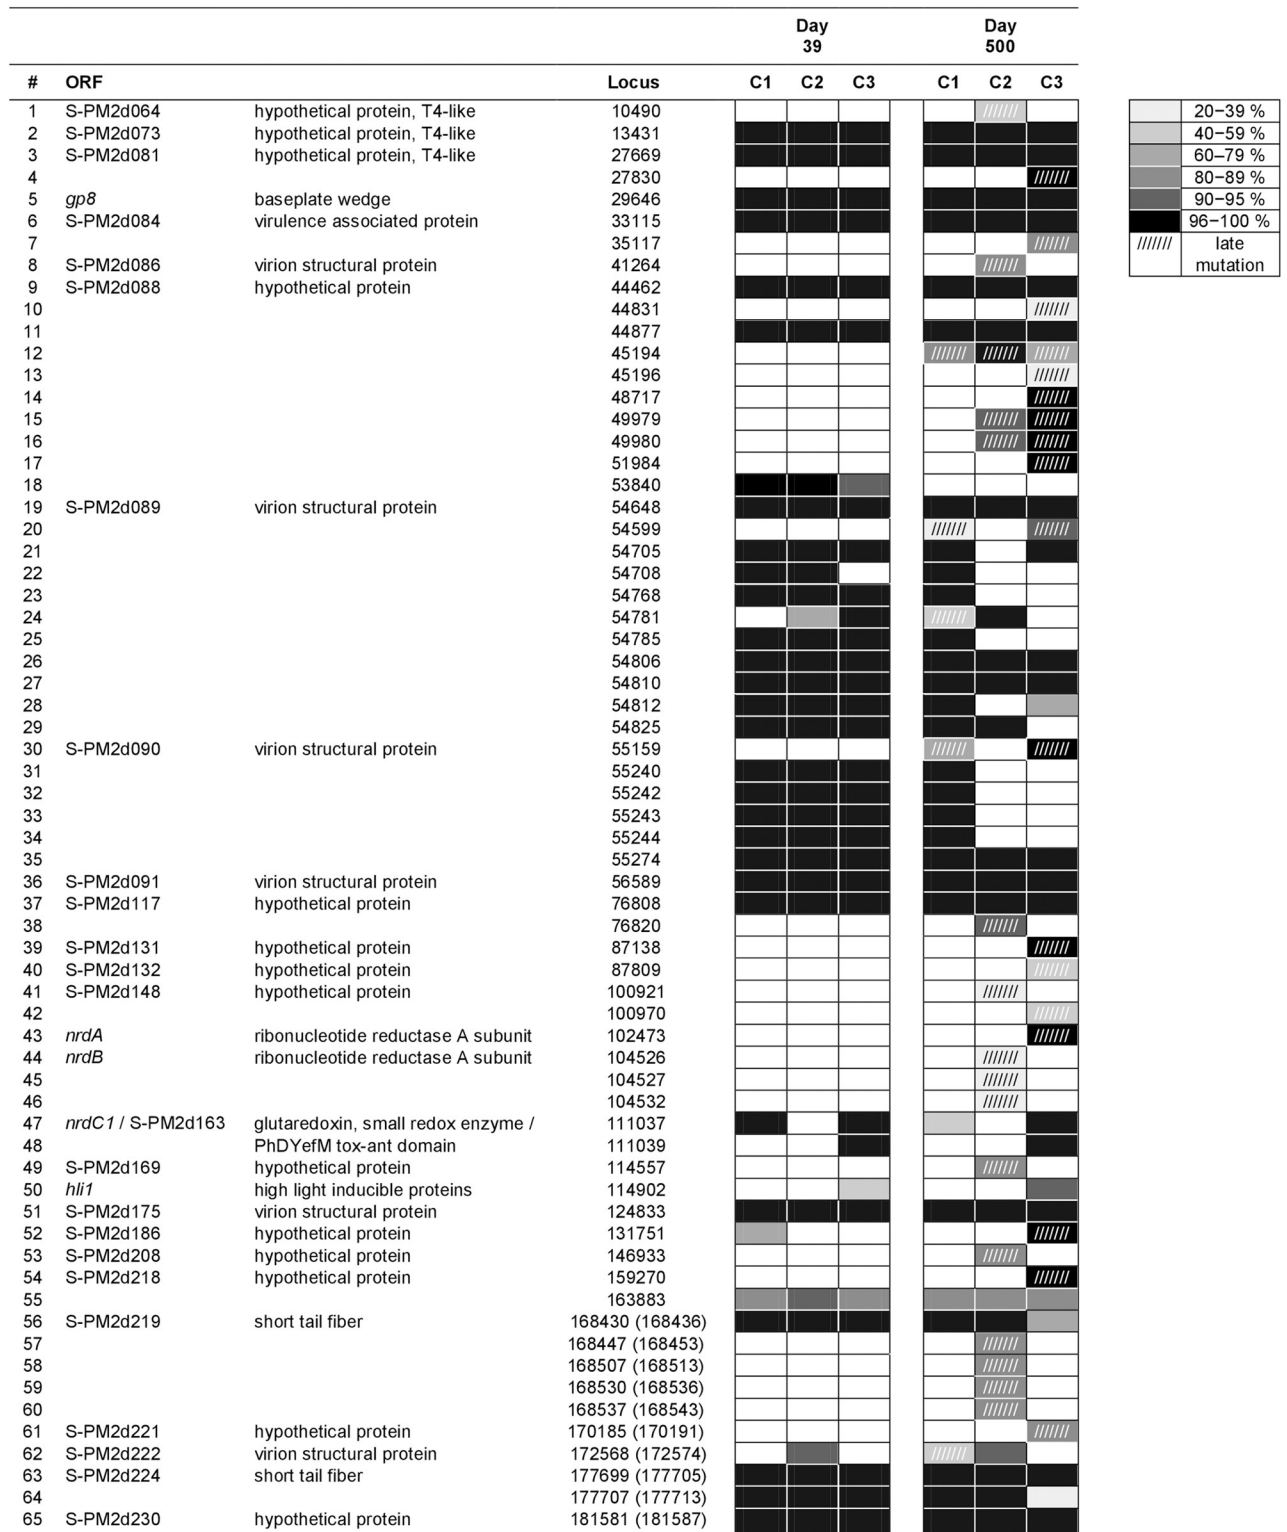 Day Day
39 500
# ORF Locus C1 C2 C3 C1 C2 C3
1 S-PM2d064 hypothetical protein, T4-like 10490 ///////
2 S-PM2d073 hypothetical protein, T4-like 13431
3 S-PM2d081 hypothetical protein, T4-like 27669
4 27830 ///////
5 gp8 baseplate wedge 29646
6 S-PM2d084 virulence associated protein 33115
7 35117 ///////
8 S-PM2d086 virion structural protein 41264 ///////
9 S-PM2d088 hypothetical protein 44462
10 44831 ///////
11 44877
12 45194 /////// /////// ///////
13 45196 ///////
14 48717 ///////
15 49979 /////// ///////
16 49980 /////// ///////
17 51984 ///////
18 53840
19 S-PM2d089 virion structural protein 54648
20 54599 /////// ///////
21 54705
22 54708
23 54768
24 54781 ///////
25 54785
26 54806
27 54810
28 54812
29 54825
30 S-PM2d090 virion structural protein 55159 /////// ///////
31 55240
32 55242
33 55243
34 55244
35 55274
36 S-PM2d091 virion structural protein 56589
37 S-PM2d117 hypothetical protein 76808
38 76820 ///////
39 S-PM2d131 hypothetical protein 87138 ///////
40 S-PM2d132 hypothetical protein 87809 ///////
41 S-PM2d148 hypothetical protein 100921 ///////
42 100970 ///////
43 nrdA ribonucleotide reductase A subunit 102473 ///////
44 nrdB ribonucleotide reductase A subunit 104526 ///////
45 104527 ///////
46 104532 ///////
47 nrdC1 / S-PM2d163 glutaredoxin, small redox enzyme / 111037
48 PhDYefM tox-ant domain 111039
49 S-PM2d169 hypothetical protein 114557 ///////
50 hli1 high light inducible proteins 114902
51 S-PM2d175 virion structural protein 124833
52 S-PM2d186 hypothetical protein 131751 ///////
53 S-PM2d208 hypothetical protein 146933 ///////
54 S-PM2d218 hypothetical protein 159270 ///////
55 163883
56 S-PM2d219 short tail fiber 168430 (168436)
57 168447 (168453) ///////
58 168507 (168513) ///////
59 168530 (168536) ///////
60 168537 (168543) ///////
61 S-PM2d221 hypothetical protein 170185 (170191) ///////
62 S-PM2d222 virion structural protein 172568 (172574) ///////
63 S-PM2d224 short tail fiber 177699 (177705)
64 177707 (177713)
65 S-PM2d230 hypothetical protein 181581 (181587)
20−39 %
40−59 %
60–79 %
80−89 %
90−95 %
96−100 %
/////// late
mutation